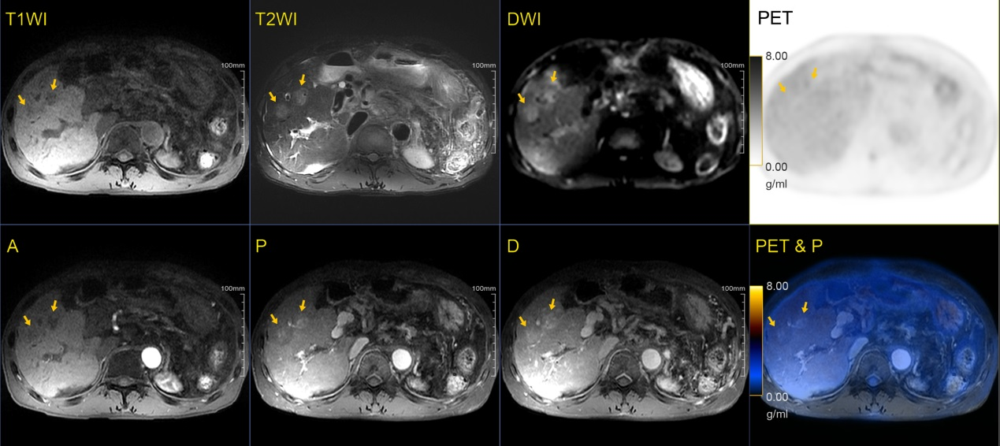 T1WI
T2WI
DWI
PET
100mm
100mm
100mm
8.00
0.00
g/ml
A
P
D
PET & P
100mm
100mm
100mm
8.00
0.00
g/ml